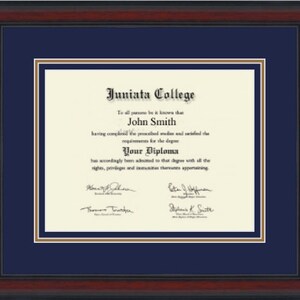 Juniata College
To all persons be it known that
John Smith
having completed the prescribed studies and satisfied the
requirements for the degree
Your Diploma
has accordingly been admitted to that degree with all the
rights, privileges and immunities thereunto appertaining.